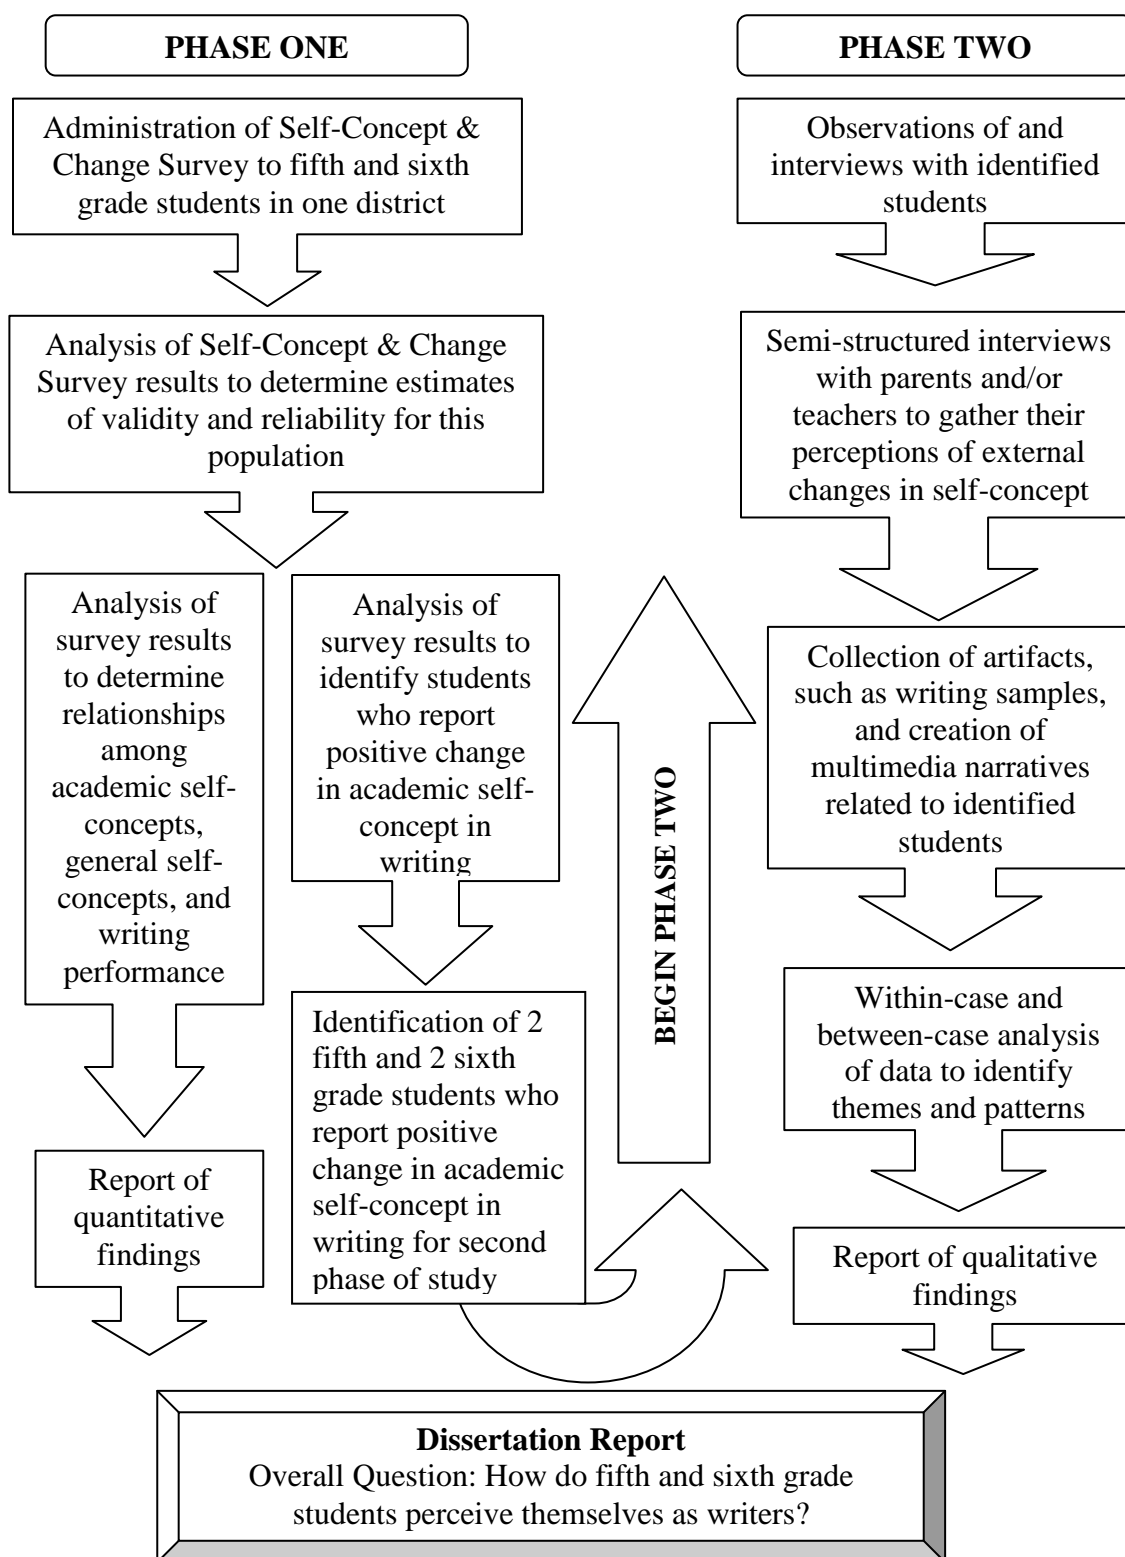 PHASE ONE
Administration of Self-Concept &
Change Survey to fifth and sixth
grade students in one district
Analysis of Self-Concept & Change
Survey results to determine estimates
of validity and reliability for this
population
Analysis of
survey results
to determine
relationships
among
academic self-
concepts,
general self-
concepts, and
writing
performance
Report of
quantitative
findings
Analysis of
survey results to
identify students
who report
positive change
in academic self-
concept in
writing
Identification of 2
fifth and 2 sixth
grade students who
report positive
change in academic
self-concept in
writing for second
phase of study
BEGIN PHASE TWO
PHASE TWO
Observations of and
interviews with identified
students
Semi-structured interviews
with parents and/or
teachers to gather their
perceptions of external
changes in self-concept
Collection of artifacts,
such as writing samples,
and creation of
multimedia narratives
related to identified
students
Within-case and
between-case analysis
of data to identify
themes and patterns
Report of qualitative
findings
Dissertation Report
Overall Question: How do fifth and sixth grade
students perceive themselves as writers?